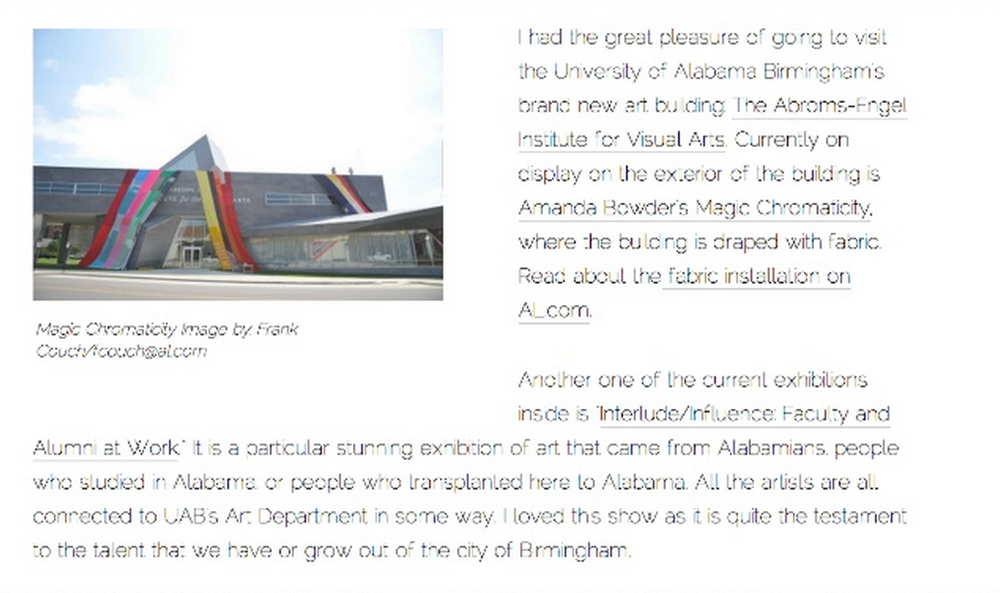 I had the great pleasure of going to visit
the University of Alabama Birmingham's
brand new art building: The Abroms-Engel
Institute for Visual Arts. Currently on
display on the exterior of the building is
Amanda Bowder's Magic Chromaticity,
where the building is draped with fabric.
Read about the fabric installation on
AL.com.
for the ARTS
Magic Chromaticity Image by: Frank
Couch/fcouch@al.com
Another one of the current exhibitions
inside is "Interlude/Influence: Faculty and
Alumni at Work." It is a particular stunning exhibition of art that came from Alabamians, people
who studied in Alabama, or people who transplanted here to Alabama. All the artists are all
connected to UAB's Art Department in some way. I loved this show as it is quite the testament
to the talent that we have or grow out of the city of Birmingham.